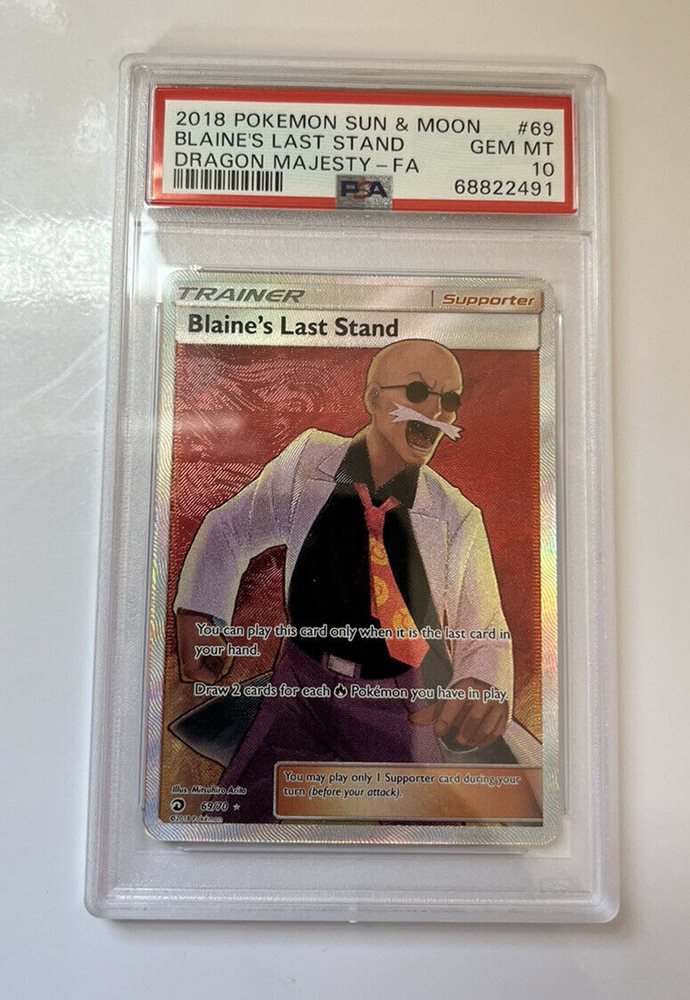 2018 POKEMON SUN & MOON #69
BLAINE'S LAST STAND GEM MT
DRAGON MAJESTY-FA 10
PSA 68822491
TRAINER Supporter
Blaine's Last Stand
You can play this card only when it is the last card in
your hand.
Draw 2 cards for each Pokémon you have in play.
You may play only 1 Supporter card during your
turn (before your attack).
Illus. Mitsuhiro Arita
69/70
©2018 Pokémon